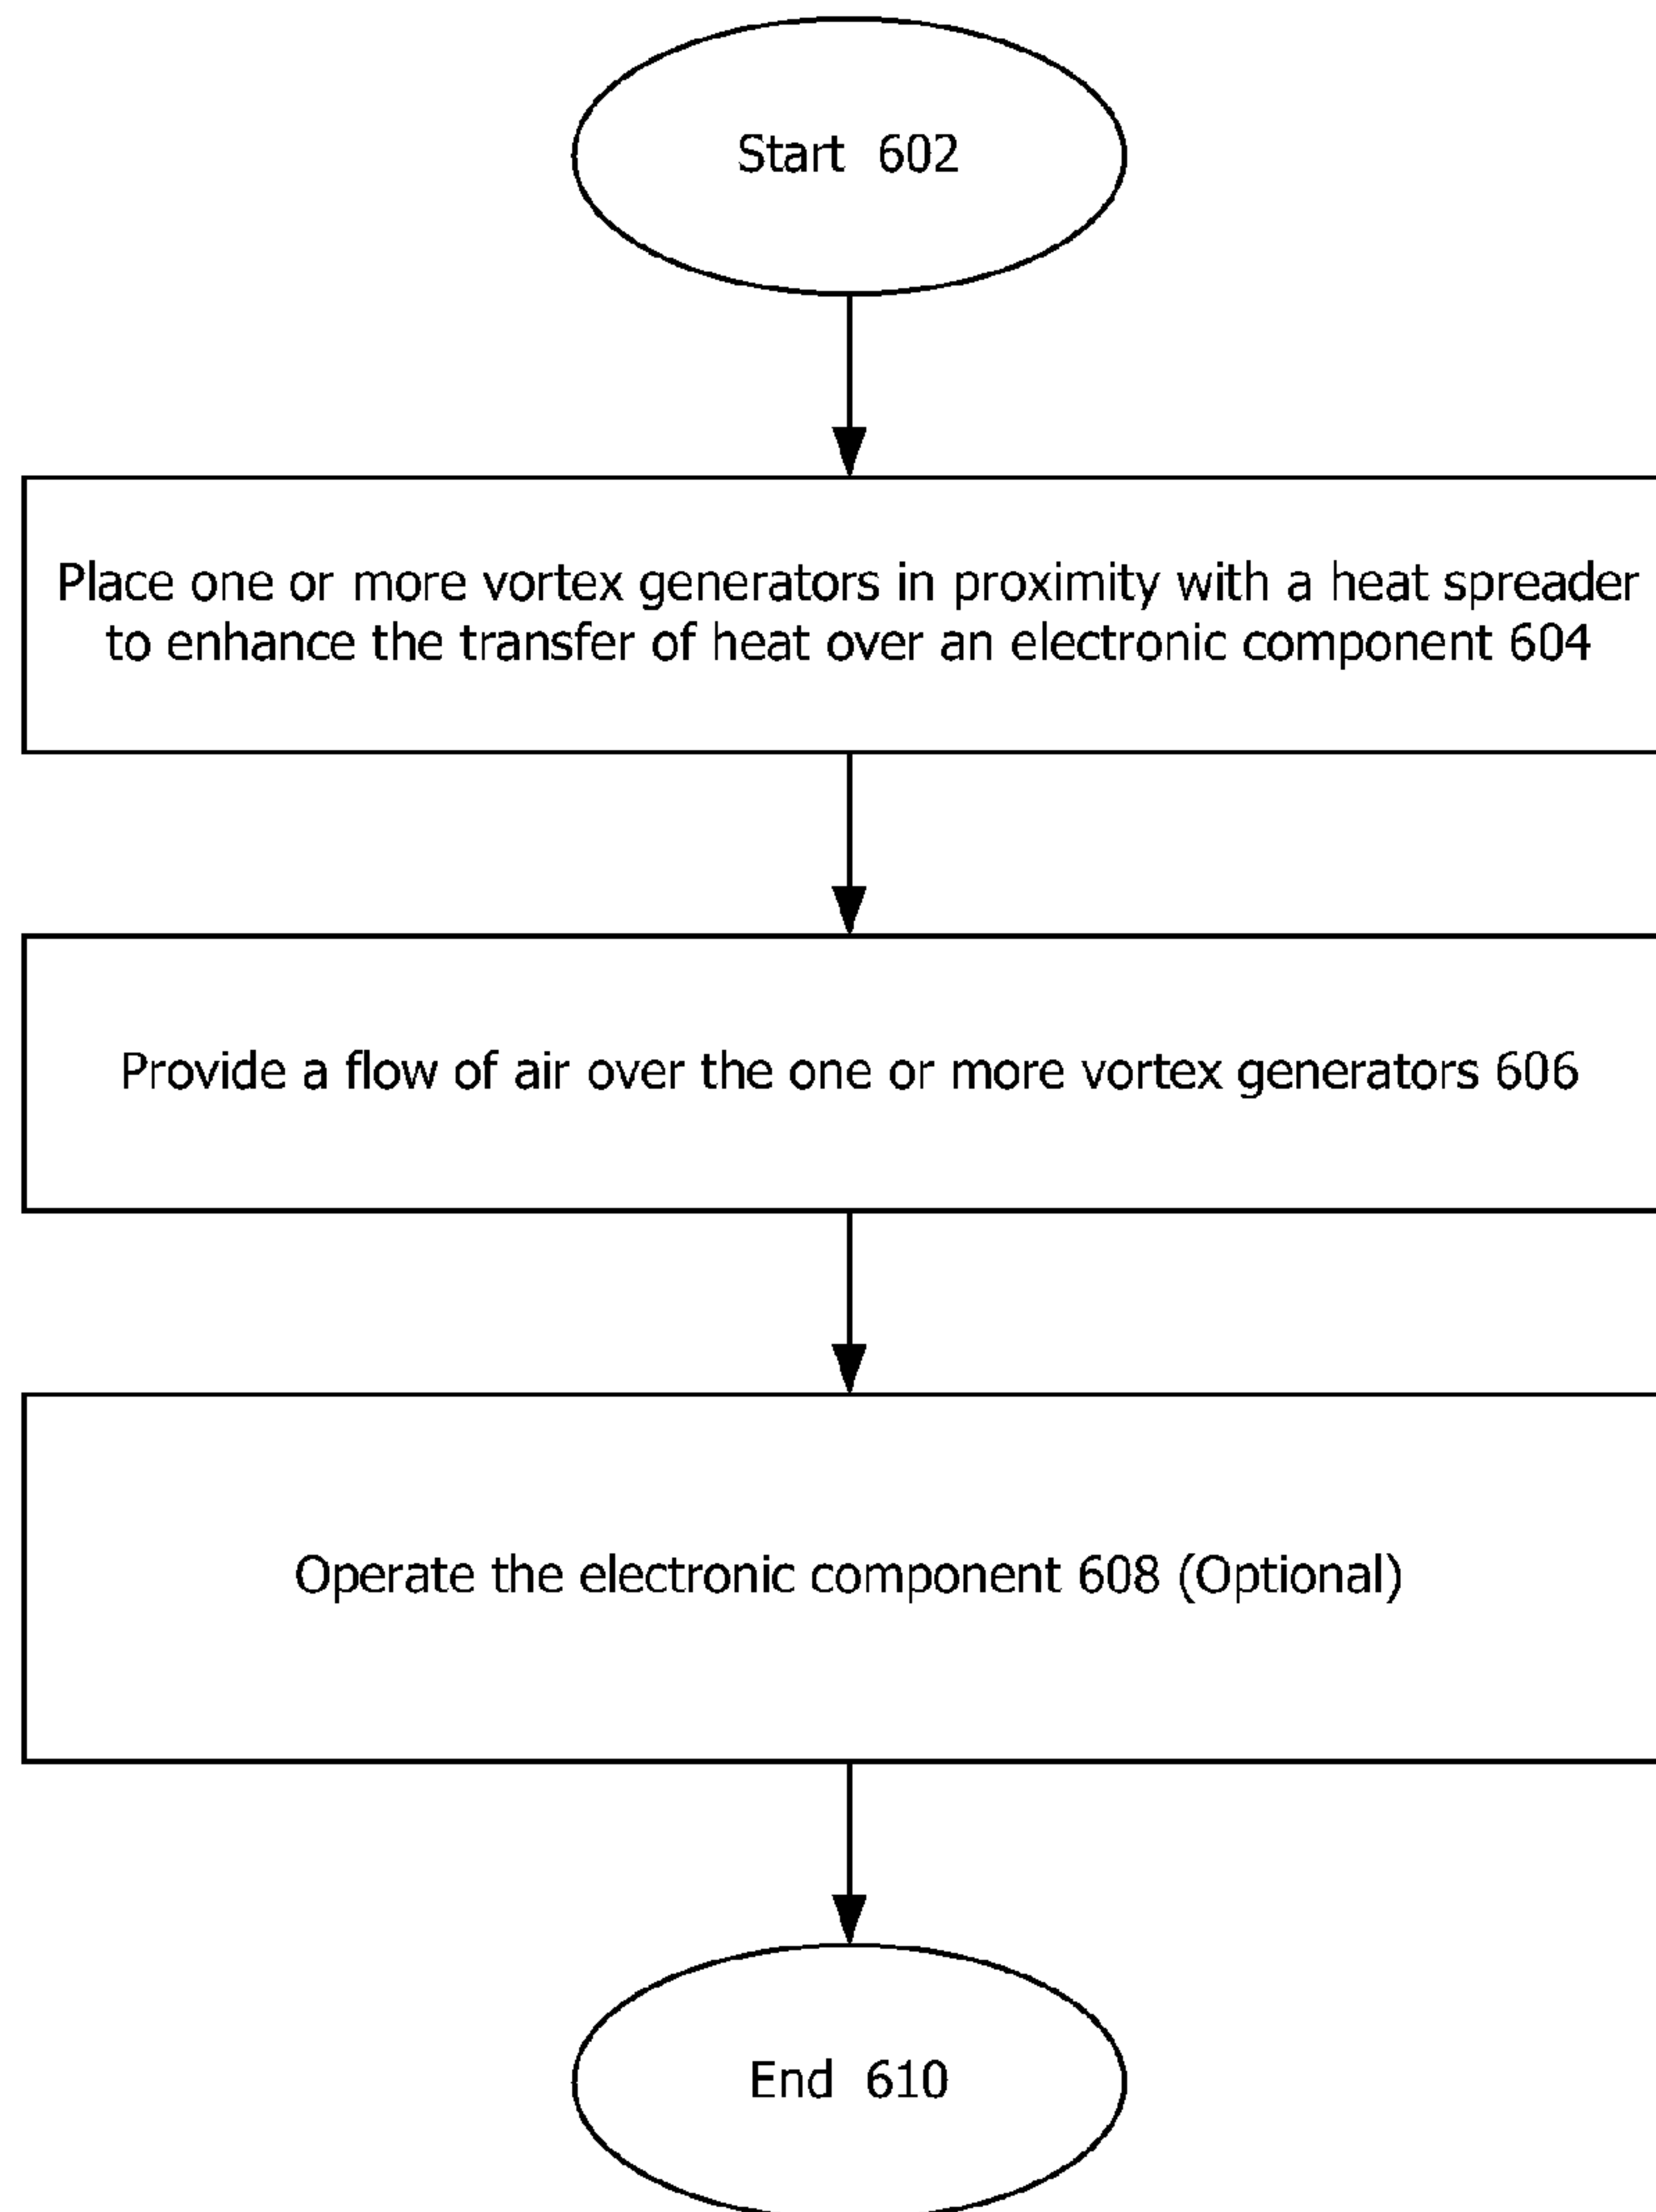 Start 602
Place one or more vortex generators in proximity with a heat spreader
to enhance the transfer of heat over an electronic component 604
Provide a flow of air over the one or more vortex generators 606
Operate the electronic component 608 (Optional)
End 610